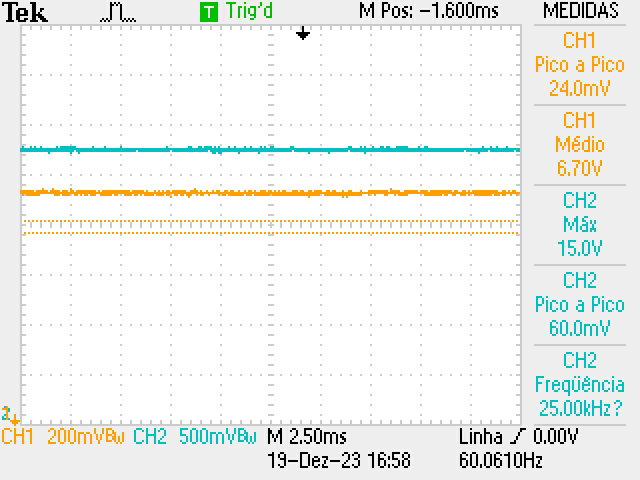 Tek T Trig'd M Pos: -1.600ms MEDIDAS
CH1
Pico a Pico
24.0mV
CH1
Médio
6.70V
CH2
Máx
15.0V
CH2
Pico a Pico
60.0mV
CH2
Freqüência
25.00kHz?
2
CH1 200mVBw CH2 500mVBw M 2.50ms Linha 0.00V
19-Dez-23 16:58 60.0610Hz